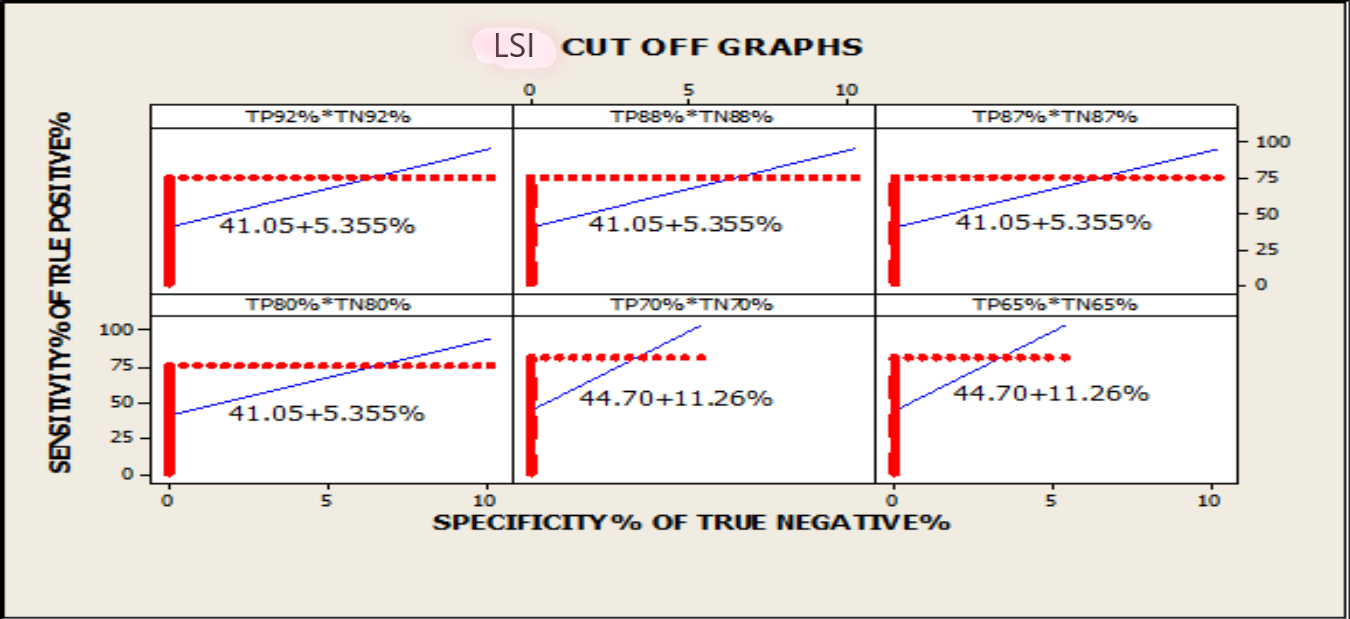 LSI CUT OFF GRAPHS
0 5 10
TP92%*TN92% TP88%*TN88% TP87%*TN87%
100
75
50
25
0
41.05+5.355% 41.05+5.355% 41.05+5.355%
SENSITIVITY%OFTRUE POSITIVE%
TP80%*TN80% TP70%*TN70% TP65%*TN65%
100
75
50
25
0
41.05+5.355% 44.70+11.26% 44.70+11.26%
0 5 10 0 5 10
SPECIFICITY% OF TRUE NEGATIVE%